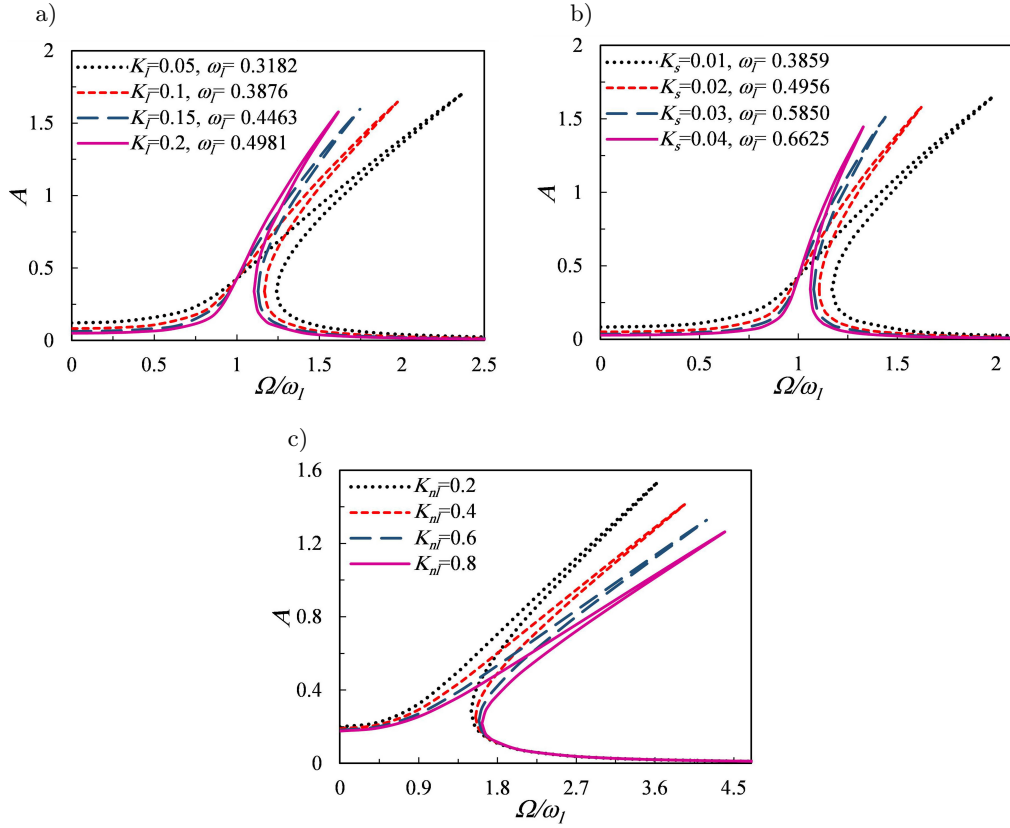 a)
2
1.5
1
0.5
0
0 0.5 1 1.5 2 2.5
A
Ω/ω_l
K_l=0.05, ω_l= 0.3182
K_l=0.1, ω_l= 0.3876
K_l=0.15, ω_l= 0.4463
K_l=0.2, ω_l= 0.4981
b)
2
1.5
1
0.5
0
0 0.5 1 1.5 2
A
Ω/ω_l
K_s=0.01, ω_l= 0.3859
K_s=0.02, ω_l= 0.4956
K_s=0.03, ω_l= 0.5850
K_s=0.04, ω_l= 0.6625
c)
1.6
1.2
0.8
0.4
0
0 0.9 1.8 2.7 3.6 4.5
A
Ω/ω_l
K_nl=0.2
K_nl=0.4
K_nl=0.6
K_nl=0.8